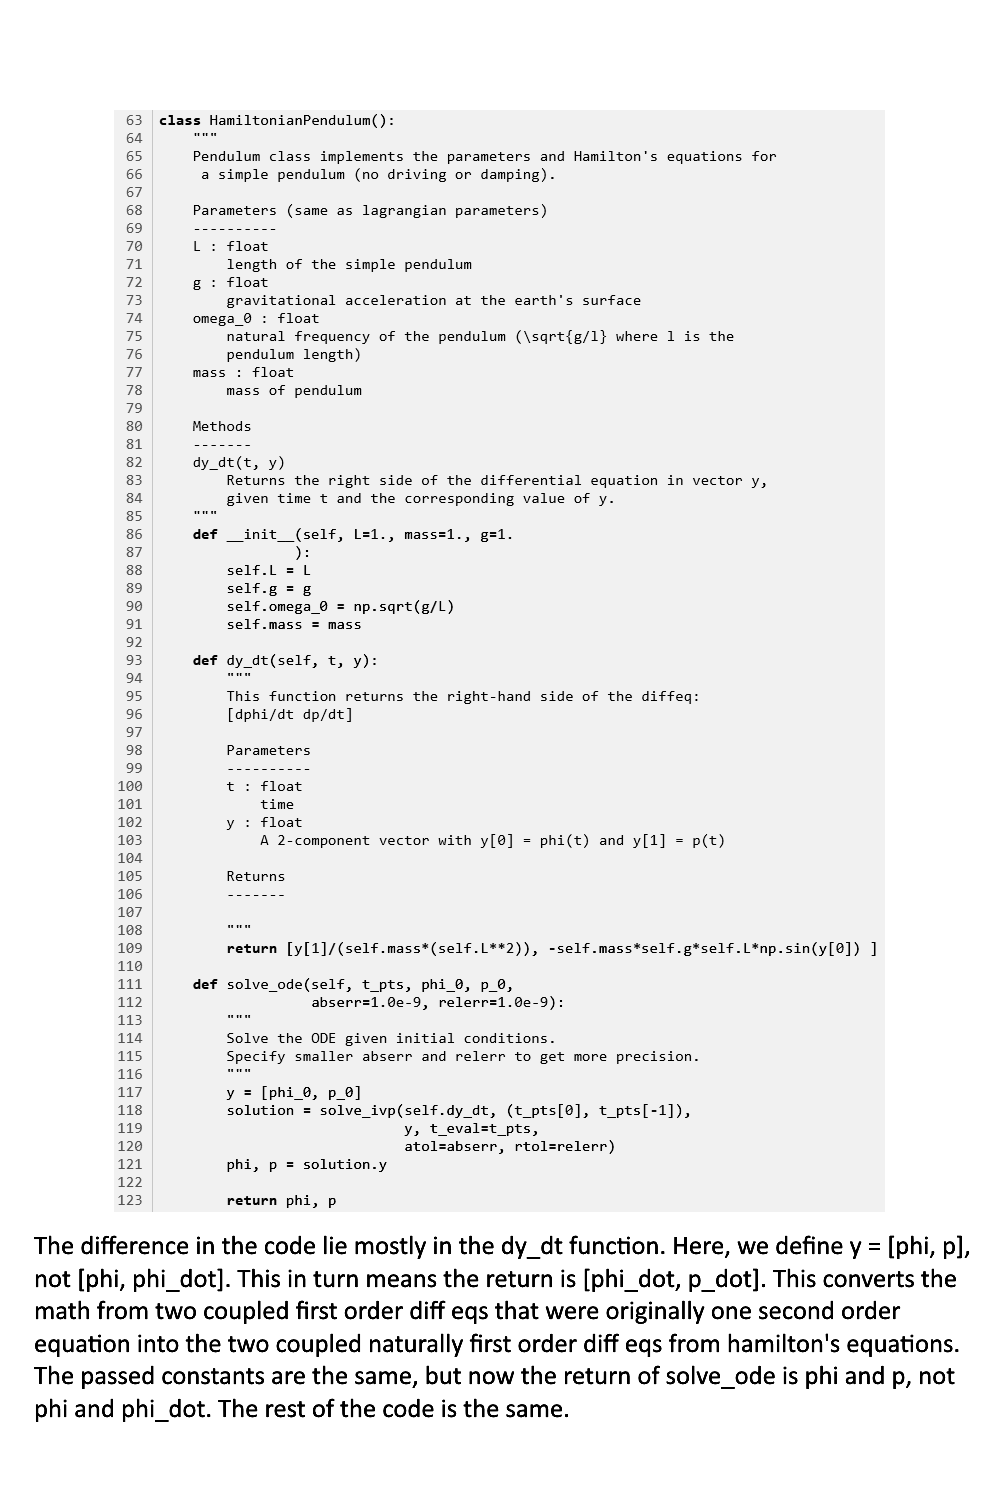 63 class HamiltonianPendulum():
64     """
65     Pendulum class implements the parameters and Hamilton's equations for
66      a simple pendulum (no driving or damping).
67
68     Parameters (same as lagrangian parameters)
69     ----------
70     L : float
71         length of the simple pendulum
72     g : float
73         gravitational acceleration at the earth's surface
74     omega_0 : float
75         natural frequency of the pendulum (\sqrt{g/l} where l is the
76         pendulum length)
77     mass : float
78         mass of pendulum
79
80     Methods
81     -------
82     dy_dt(t, y)
83         Returns the right side of the differential equation in vector y,
84         given time t and the corresponding value of y.
85     """
86     def __init__(self, L=1., mass=1., g=1.
87                 ):
88         self.L = L
89         self.g = g
90         self.omega_0 = np.sqrt(g/L)
91         self.mass = mass
92
93     def dy_dt(self, t, y):
94         """
95         This function returns the right-hand side of the diffeq:
96         [dphi/dt dp/dt]
97
98         Parameters
99         ----------
100         t : float
101             time
102         y : float
103             A 2-component vector with y[0] = phi(t) and y[1] = p(t)
104
105         Returns
106         -------
107
108         """
109         return [y[1]/(self.mass*(self.L**2)), -self.mass*self.g*self.L*np.sin(y[0]) ]
110
111     def solve_ode(self, t_pts, phi_0, p_0,
112                   abserr=1.0e-9, relerr=1.0e-9):
113         """
114         Solve the ODE given initial conditions.
115         Specify smaller abserr and relerr to get more precision.
116         """
117         y = [phi_0, p_0]
118         solution = solve_ivp(self.dy_dt, (t_pts[0], t_pts[-1]),
119                              y, t_eval=t_pts,
120                              atol=abserr, rtol=relerr)
121         phi, p = solution.y
122
123         return phi, p
The difference in the code lie mostly in the dy_dt function. Here, we define y = [phi, p],
not [phi, phi_dot]. This in turn means the return is [phi_dot, p_dot]. This converts the
math from two coupled first order diff eqs that were originally one second order
equation into the two coupled naturally first order diff eqs from hamilton's equations.
The passed constants are the same, but now the return of solve_ode is phi and p, not
phi and phi_dot. The rest of the code is the same.